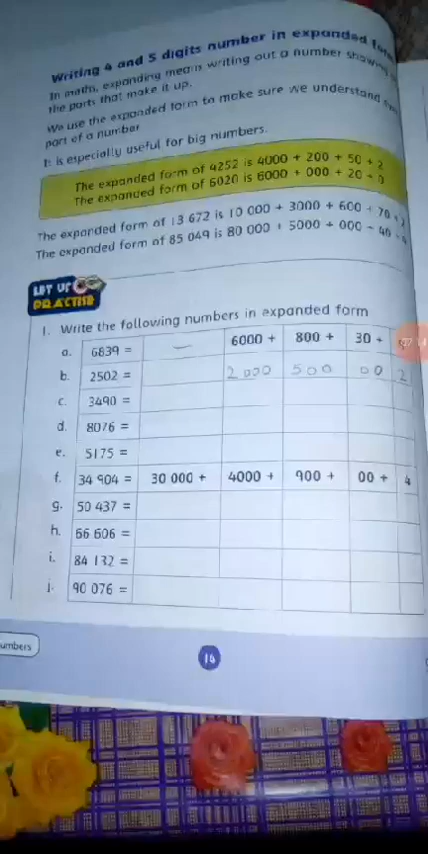 Writing 4 and 5 digits number in expanded
In maths, expanding means writing out a number showing
the parts that make it up.
We use the expanded form to make sure we understand
part of a number
It is especially useful for big numbers.
The expanded form of 4252 is 4000 + 200 + 50 + 2
The expanded form of 6020 is 6000 + 000 + 20 + 0
The expanded form of 13 672 is 10 000 + 3000 + 600 + 70 +
The expanded form of 85 049 is 80 000 + 5000 + 000 + 40 +
LET US
PRACTISE
1. Write the following numbers in expanded form
a. 6839 = 6000 + 800 + 30 +
b. 2502 = 2000 500 00 2
c. 3490 =
d. 8076 =
e. 5175 =
f. 34 904 = 30 000 + 4000 + 900 + 00 + 4
g. 50 437 =
h. 66 606 =
i. 84 132 =
j. 90 076 =
umbers
16